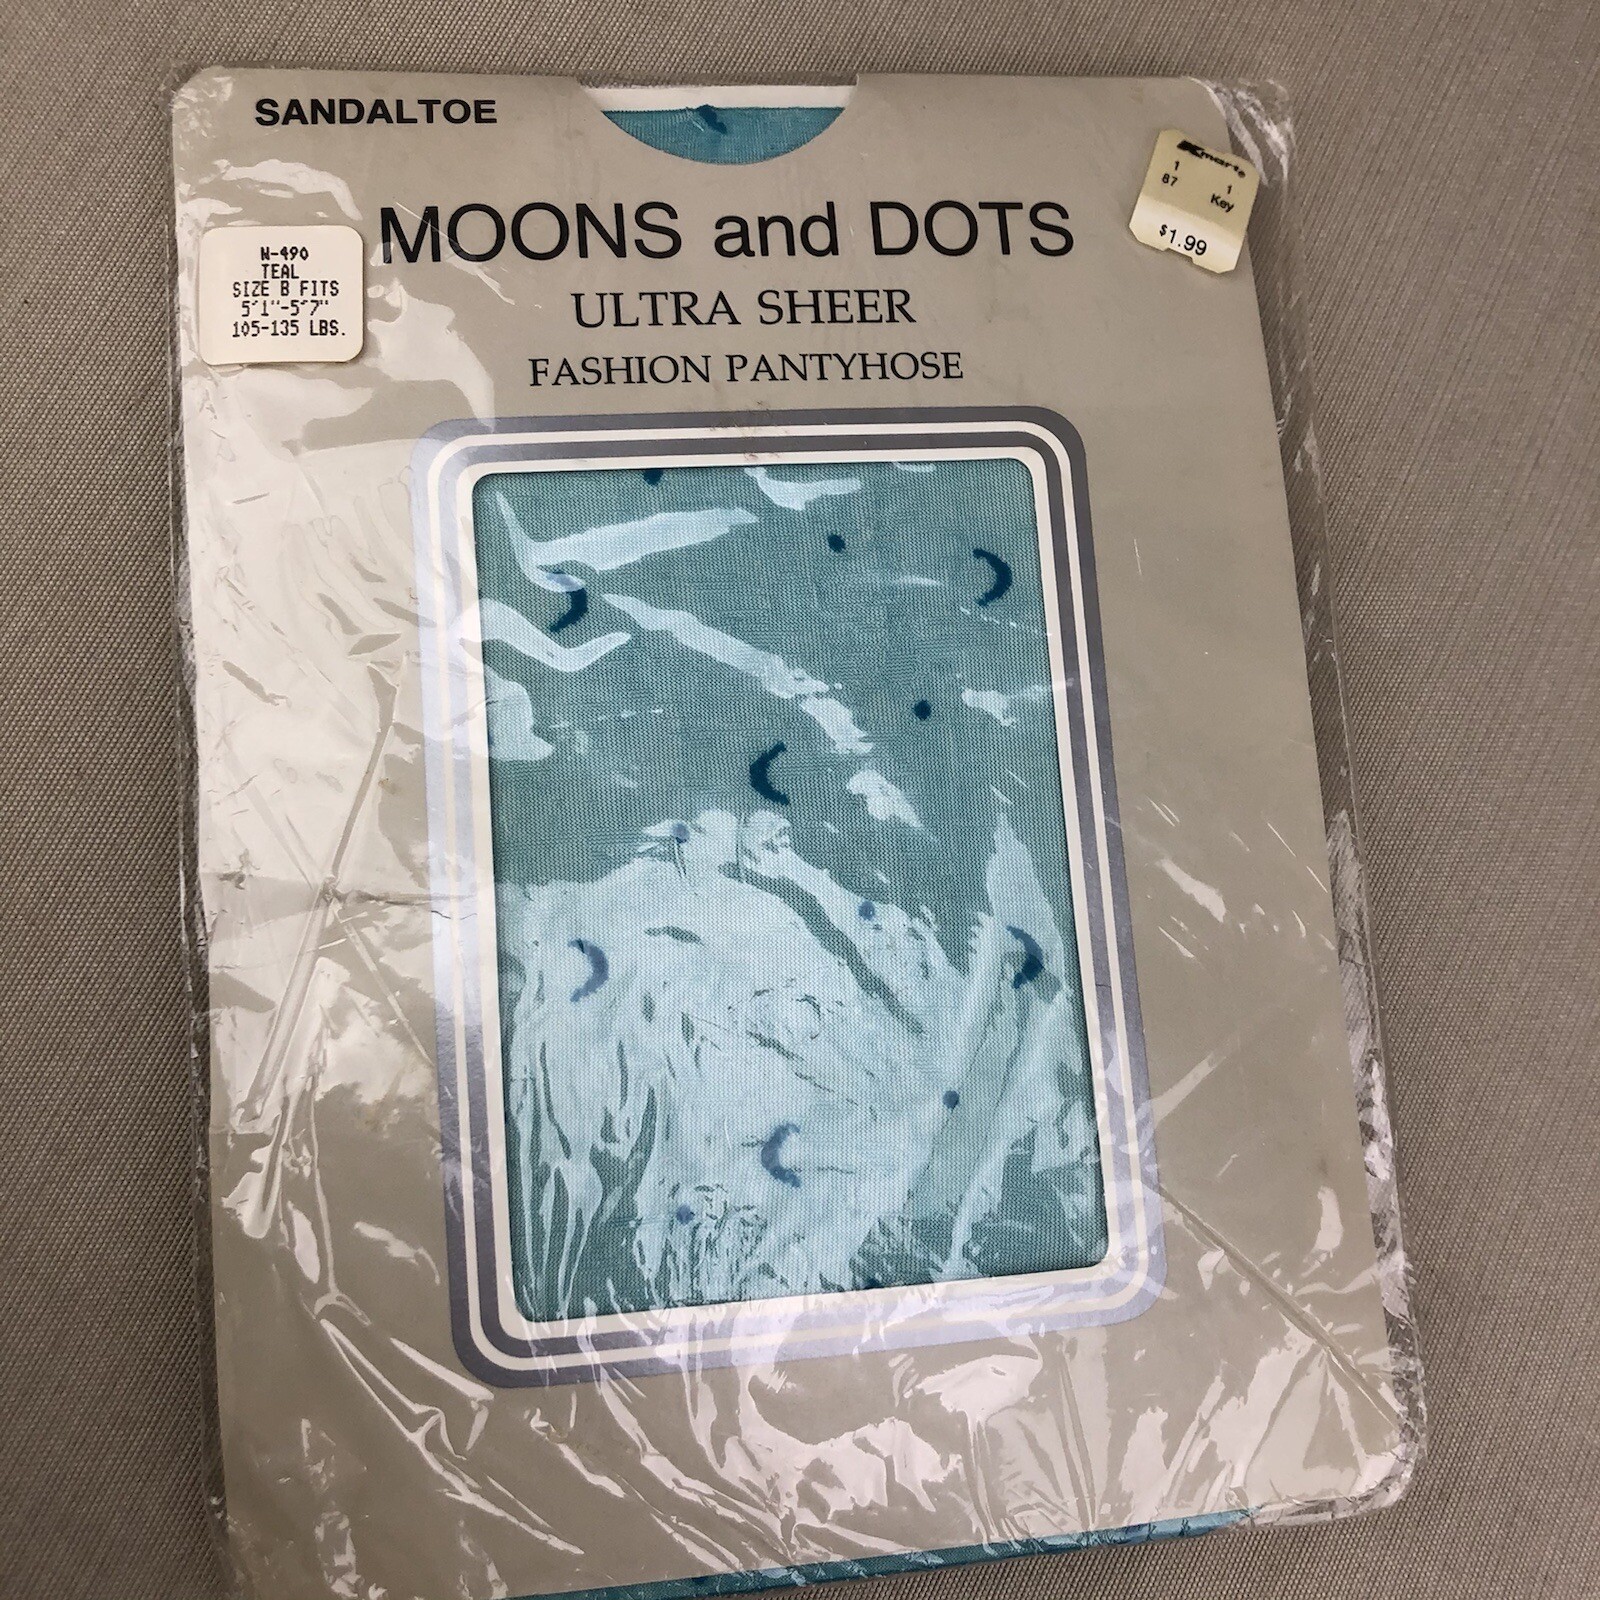 SANDALTOE
MOONS and DOTS
ULTRA SHEER
FASHION PANTYHOSE
N-490
TEAL
SIZE B FITS
5'1"-5'7"
105-135 LBS.
Kmart®
1 1
87 Key
$1.99